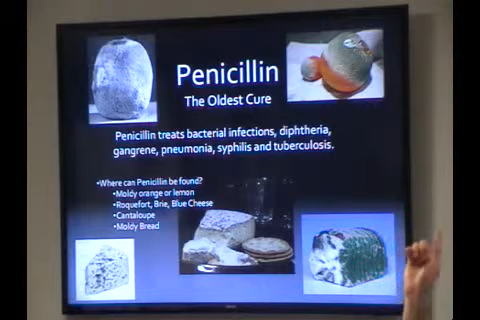 Penicillin
The Oldest Cure
Penicillin treats bacterial infections, diphtheria,
gangrene, pneumonia, syphilis and tuberculosis.
•Where can Penicillin be found?
•Moldy orange or lemon
•Roquefort, Brie, Blue Cheese
•Cantaloupe
•Moldy Bread